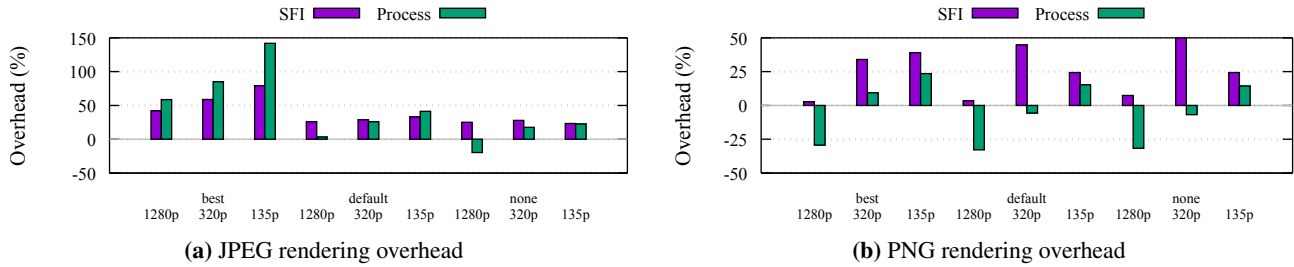 SFI Process
Overhead (%)
150
100
50
0
-50
best default none
1280p 320p 135p 1280p 320p 135p 1280p 320p 135p
(a) JPEG rendering overhead
SFI Process
Overhead (%)
50
25
0
-25
-50
best default none
1280p 320p 135p 1280p 320p 135p 1280p 320p 135p
(b) PNG rendering overhead